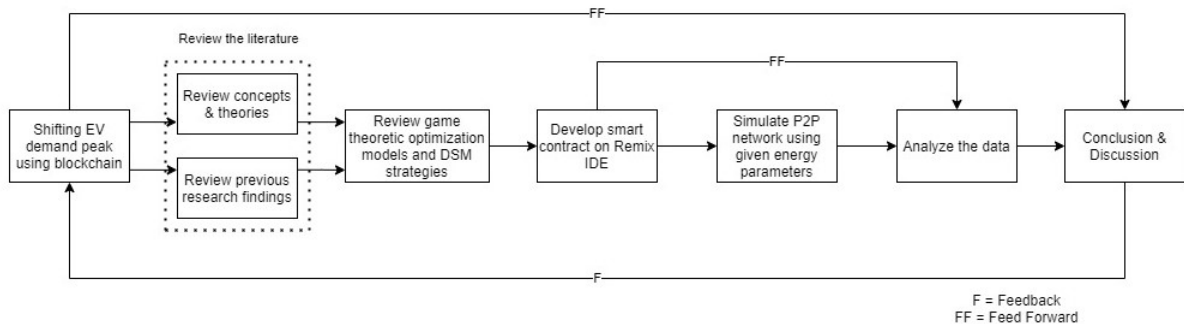 FF
Review the literature
Shifting EV
demand peak
using blockchain
Review concepts
& theories
Review previous
research findings
Review game
theoretic optimization
models and DSM
strategies
FF
Develop smart
contract on Remix
IDE
Simulate P2P
network using
given energy
parameters
Analyze the data
Conclusion &
Discussion
F
F = Feedback
FF = Feed Forward